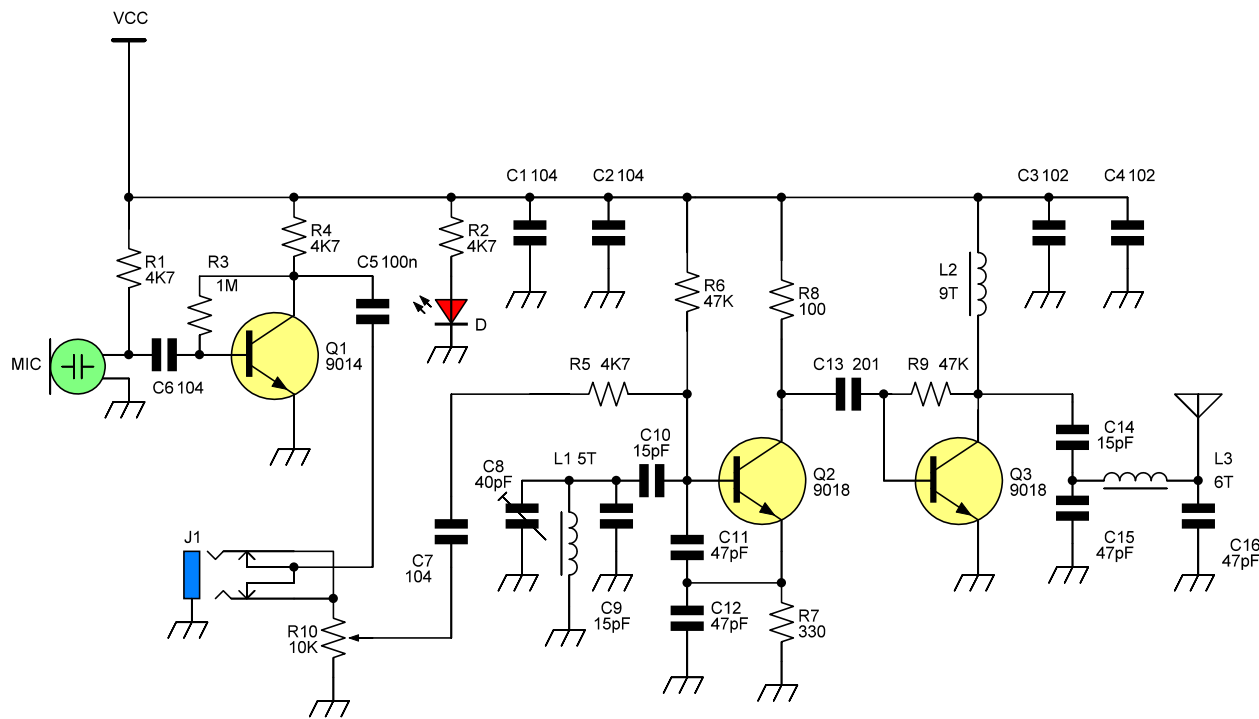 VCC
C1 104
C2 104
C3 102
C4 102
R4
4K7
R2
4K7
R1
4K7
R3
1M
C5 100n
L2
9T
R6
47K
R8
100
D
Q1
9014
MIC
C6 104
R5 4K7
C13 201
R9 47K
C10
15pF
C14
15pF
C8
40pF
L1 5T
Q2
9018
Q3
9018
L3
6T
J1
C7
104
C11
47pF
C15
47pF
C16
47pF
C9
15pF
C12
47pF
R7
330
R10
10K